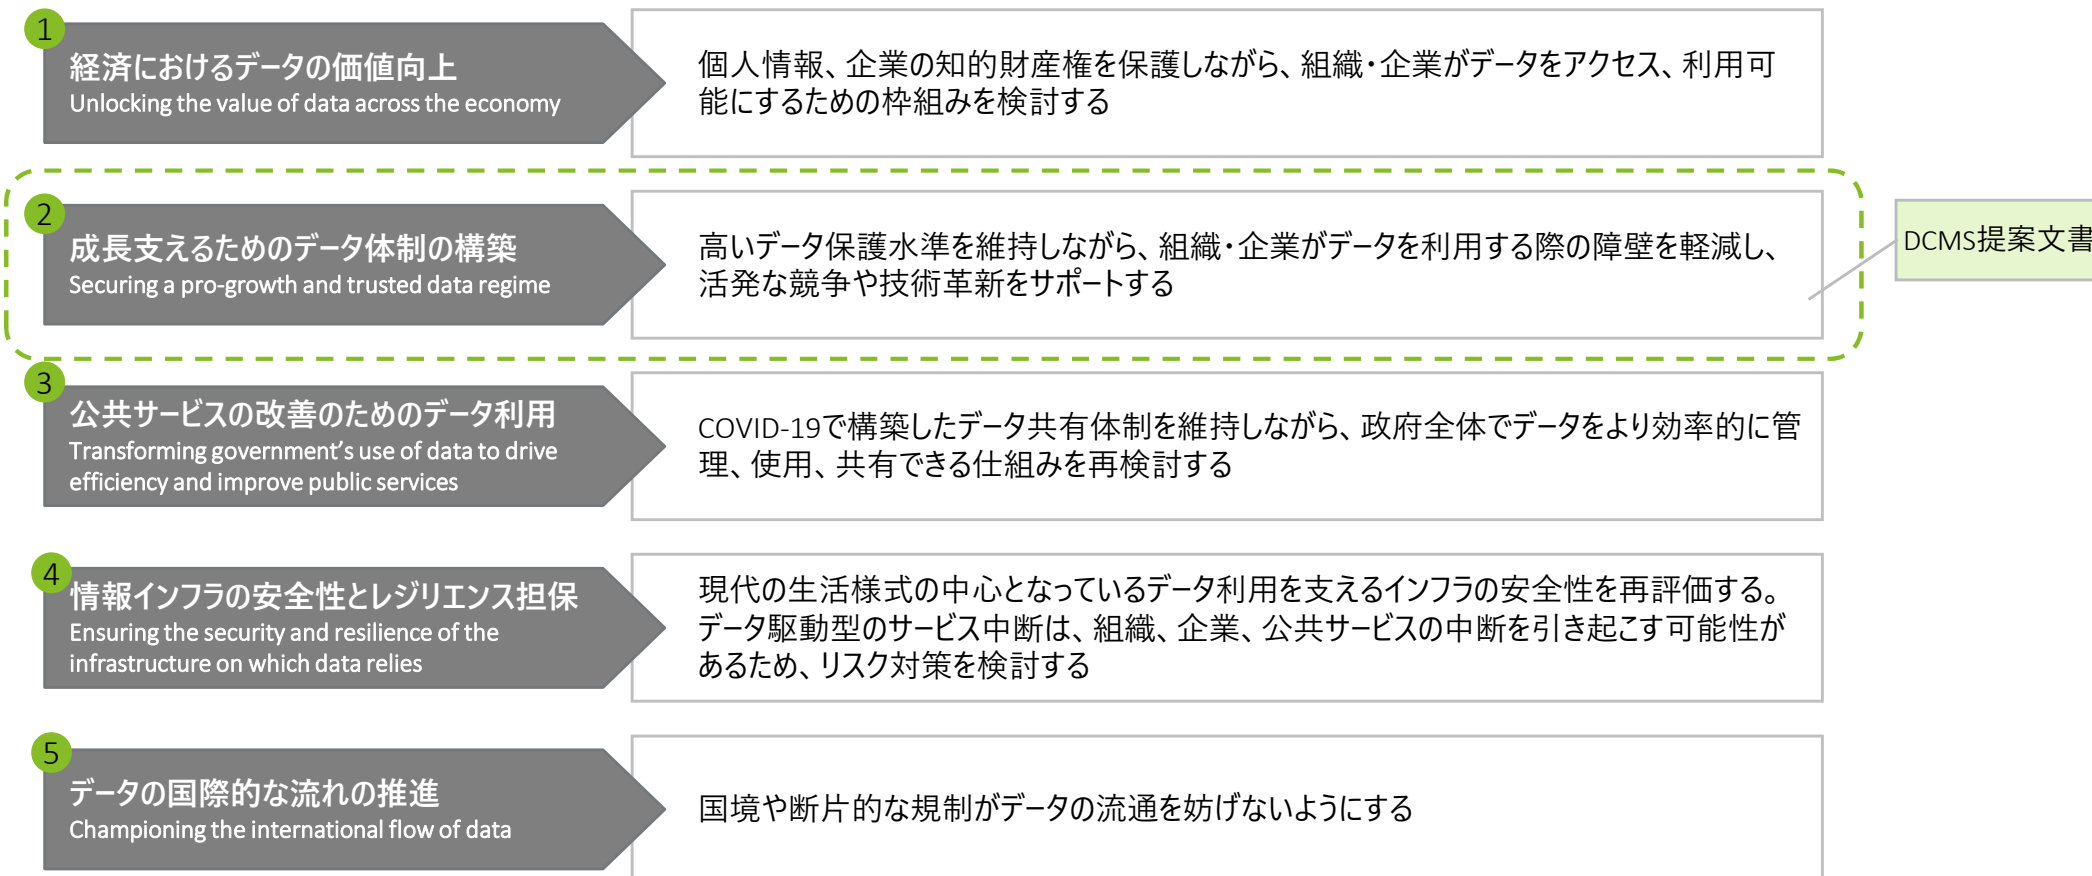 1
経済におけるデータの価値向上
Unlocking the value of data across the economy
個人情報、企業の知的財産権を保護しながら、組織・企業がデータをアクセス、利用可
能にするための枠組みを検討する
2
成長支えるためのデータ体制の構築
Securing a pro-growth and trusted data regime
高いデータ保護水準を維持しながら、組織・企業がデータを利用する際の障壁を軽減し、
活発な競争や技術革新をサポートする
DCMS提案文書
3
公共サービスの改善のためのデータ利用
Transforming government’s use of data to drive
efficiency and improve public services
COVID-19で構築したデータ共有体制を維持しながら、政府全体でデータをより効率的に管
理、使用、共有できる仕組みを再検討する
4
情報インフラの安全性とレジリエンス担保
Ensuring the security and resilience of the
infrastructure on which data relies
現代の生活様式の中心となっているデータ利用を支えるインフラの安全性を再評価する。
データ駆動型のサービス中断は、組織、企業、公共サービスの中断を引き起こす可能性が
あるため、リスク対策を検討する
5
データの国際的な流れの推進
Championing the international flow of data
国境や断片的な規制がデータの流通を妨げないようにする